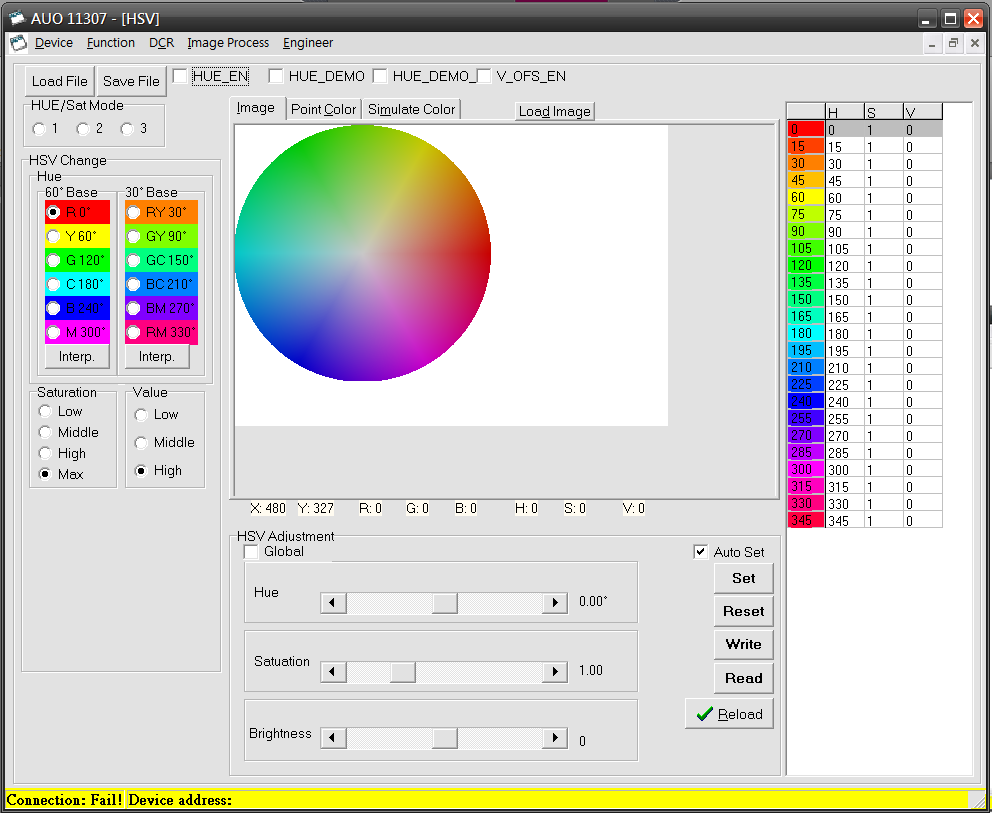 AUO 11307 - [HSV]
Device Function DCR Image Process Engineer
Load File Save File HUE_EN HUE_DEMO HUE_DEMO_ V_OFS_EN
HUE/Sat Mode
1 2 3
HSV Change
Hue
60° Base 30° Base
R 0° RY 30°
Y 60° GY 90°
G 120° GC 150°
C 180° BC 210°
B 240° BM 270°
M 300° RM 330°
Interp. Interp.
Saturation
Low
Middle
High
Max
Value
Low
Middle
High
Image Point Color Simulate Color Load Image
X: 480 Y: 327 R: 0 G: 0 B: 0 H: 0 S: 0 V: 0
HSV Adjustment
Global
Hue 0.00°
Satuation 1.00
Brightness 0
Auto Set
Set
Reset
Write
Read
Reload
H S V
0 0 1 0
15 15 1 0
30 30 1 0
45 45 1 0
60 60 1 0
75 75 1 0
90 90 1 0
105 105 1 0
120 120 1 0
135 135 1 0
150 150 1 0
165 165 1 0
180 180 1 0
195 195 1 0
210 210 1 0
225 225 1 0
240 240 1 0
255 255 1 0
270 270 1 0
285 285 1 0
300 300 1 0
315 315 1 0
330 330 1 0
345 345 1 0
Connection: Fail! Device address: